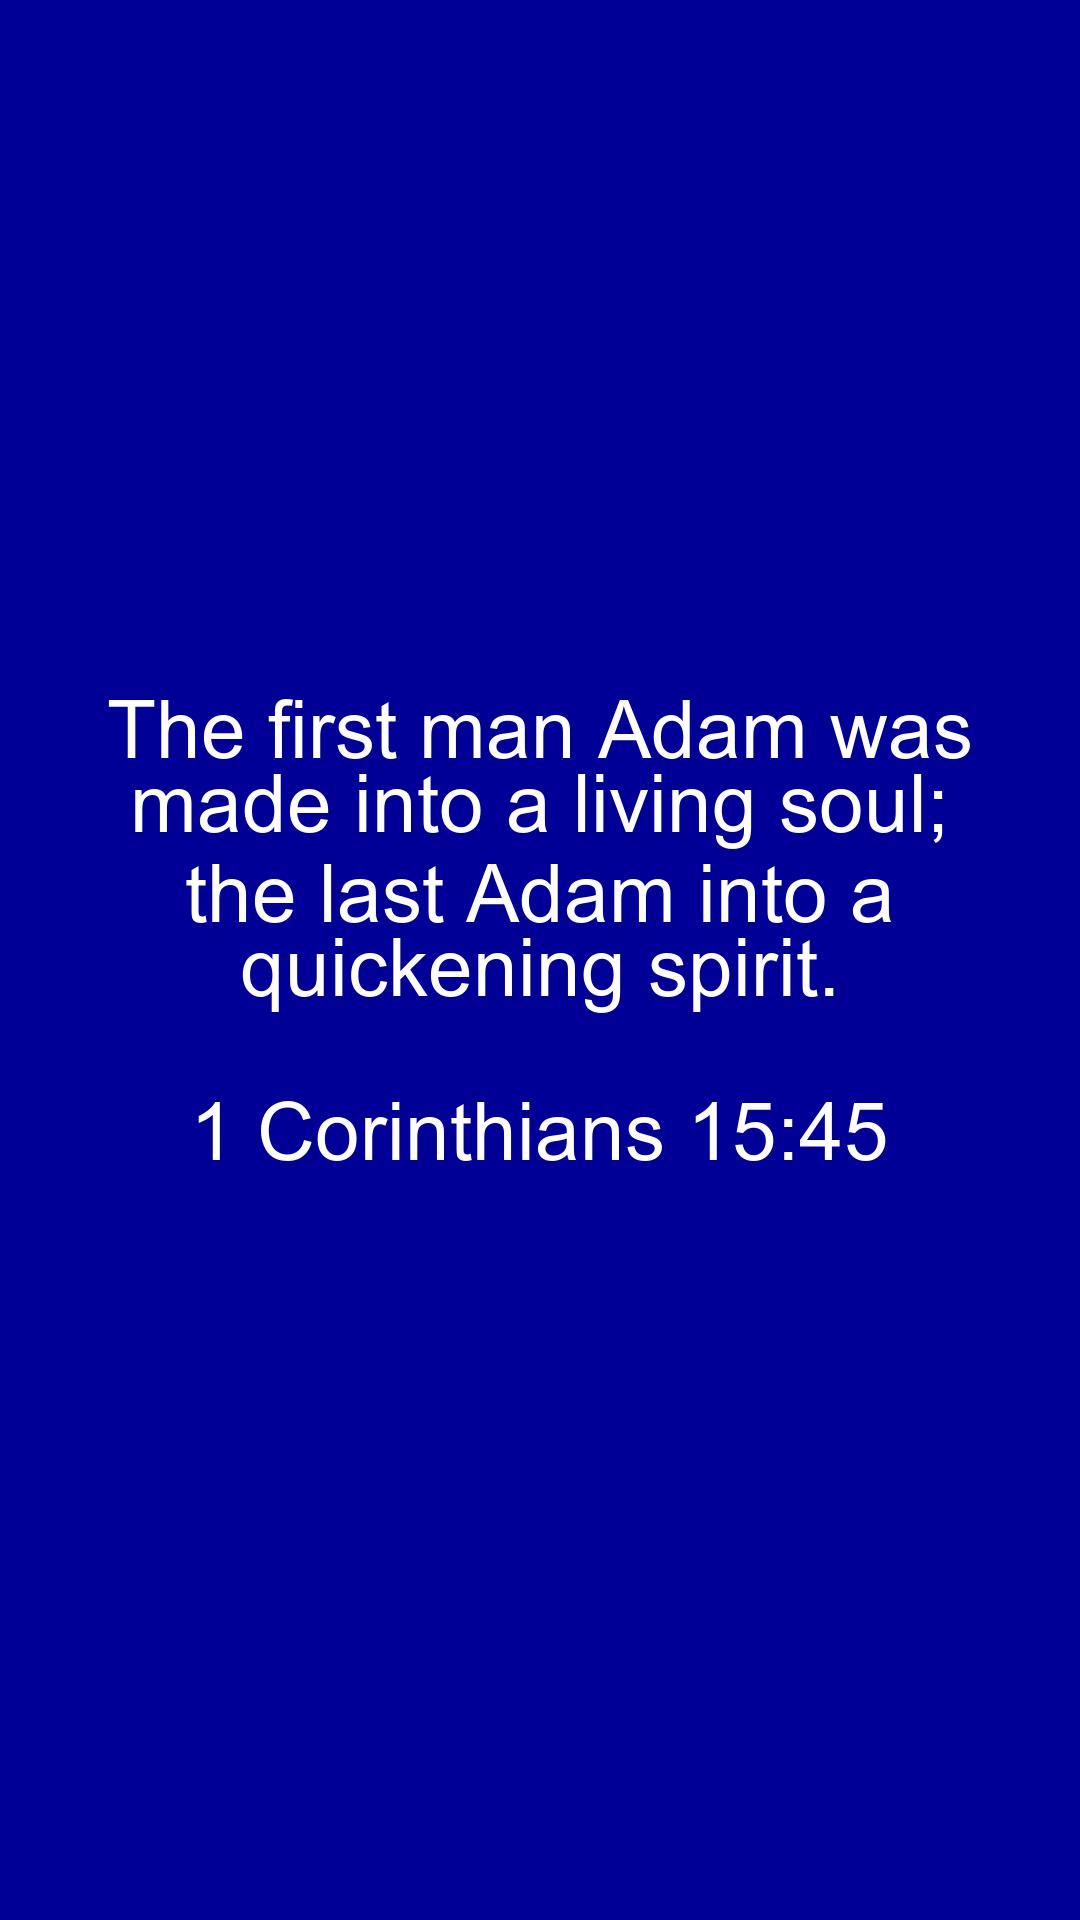 The first man Adam was
made into a living soul;
the last Adam into a
quickening spirit.
1 Corinthians 15:45